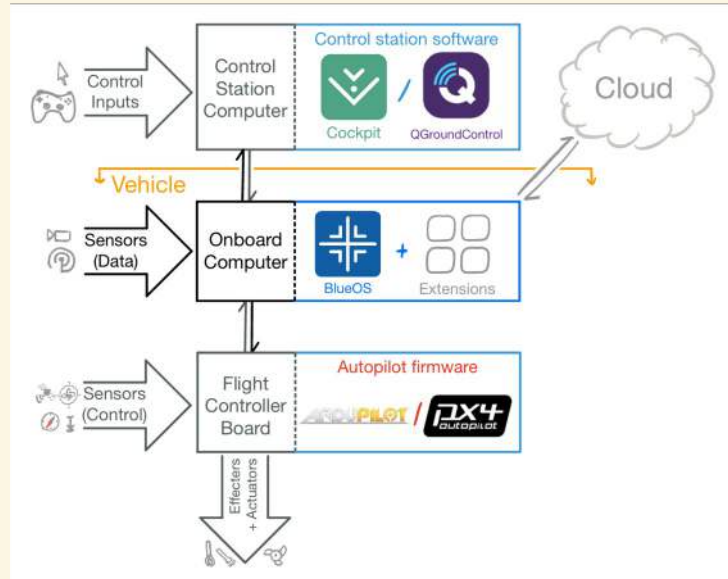 Control station software
Control
Inputs
Control
Station
Computer
/
Cockpit
QGroundControl
Cloud
Vehicle
Sensors
(Data)
Onboard
Computer
+
BlueOS
Extensions
Sensors
(Control)
Flight
Controller
Board
Autopilot firmware
ARDUPILOT
/
px4
autopilot
Effecters
+ Actuators